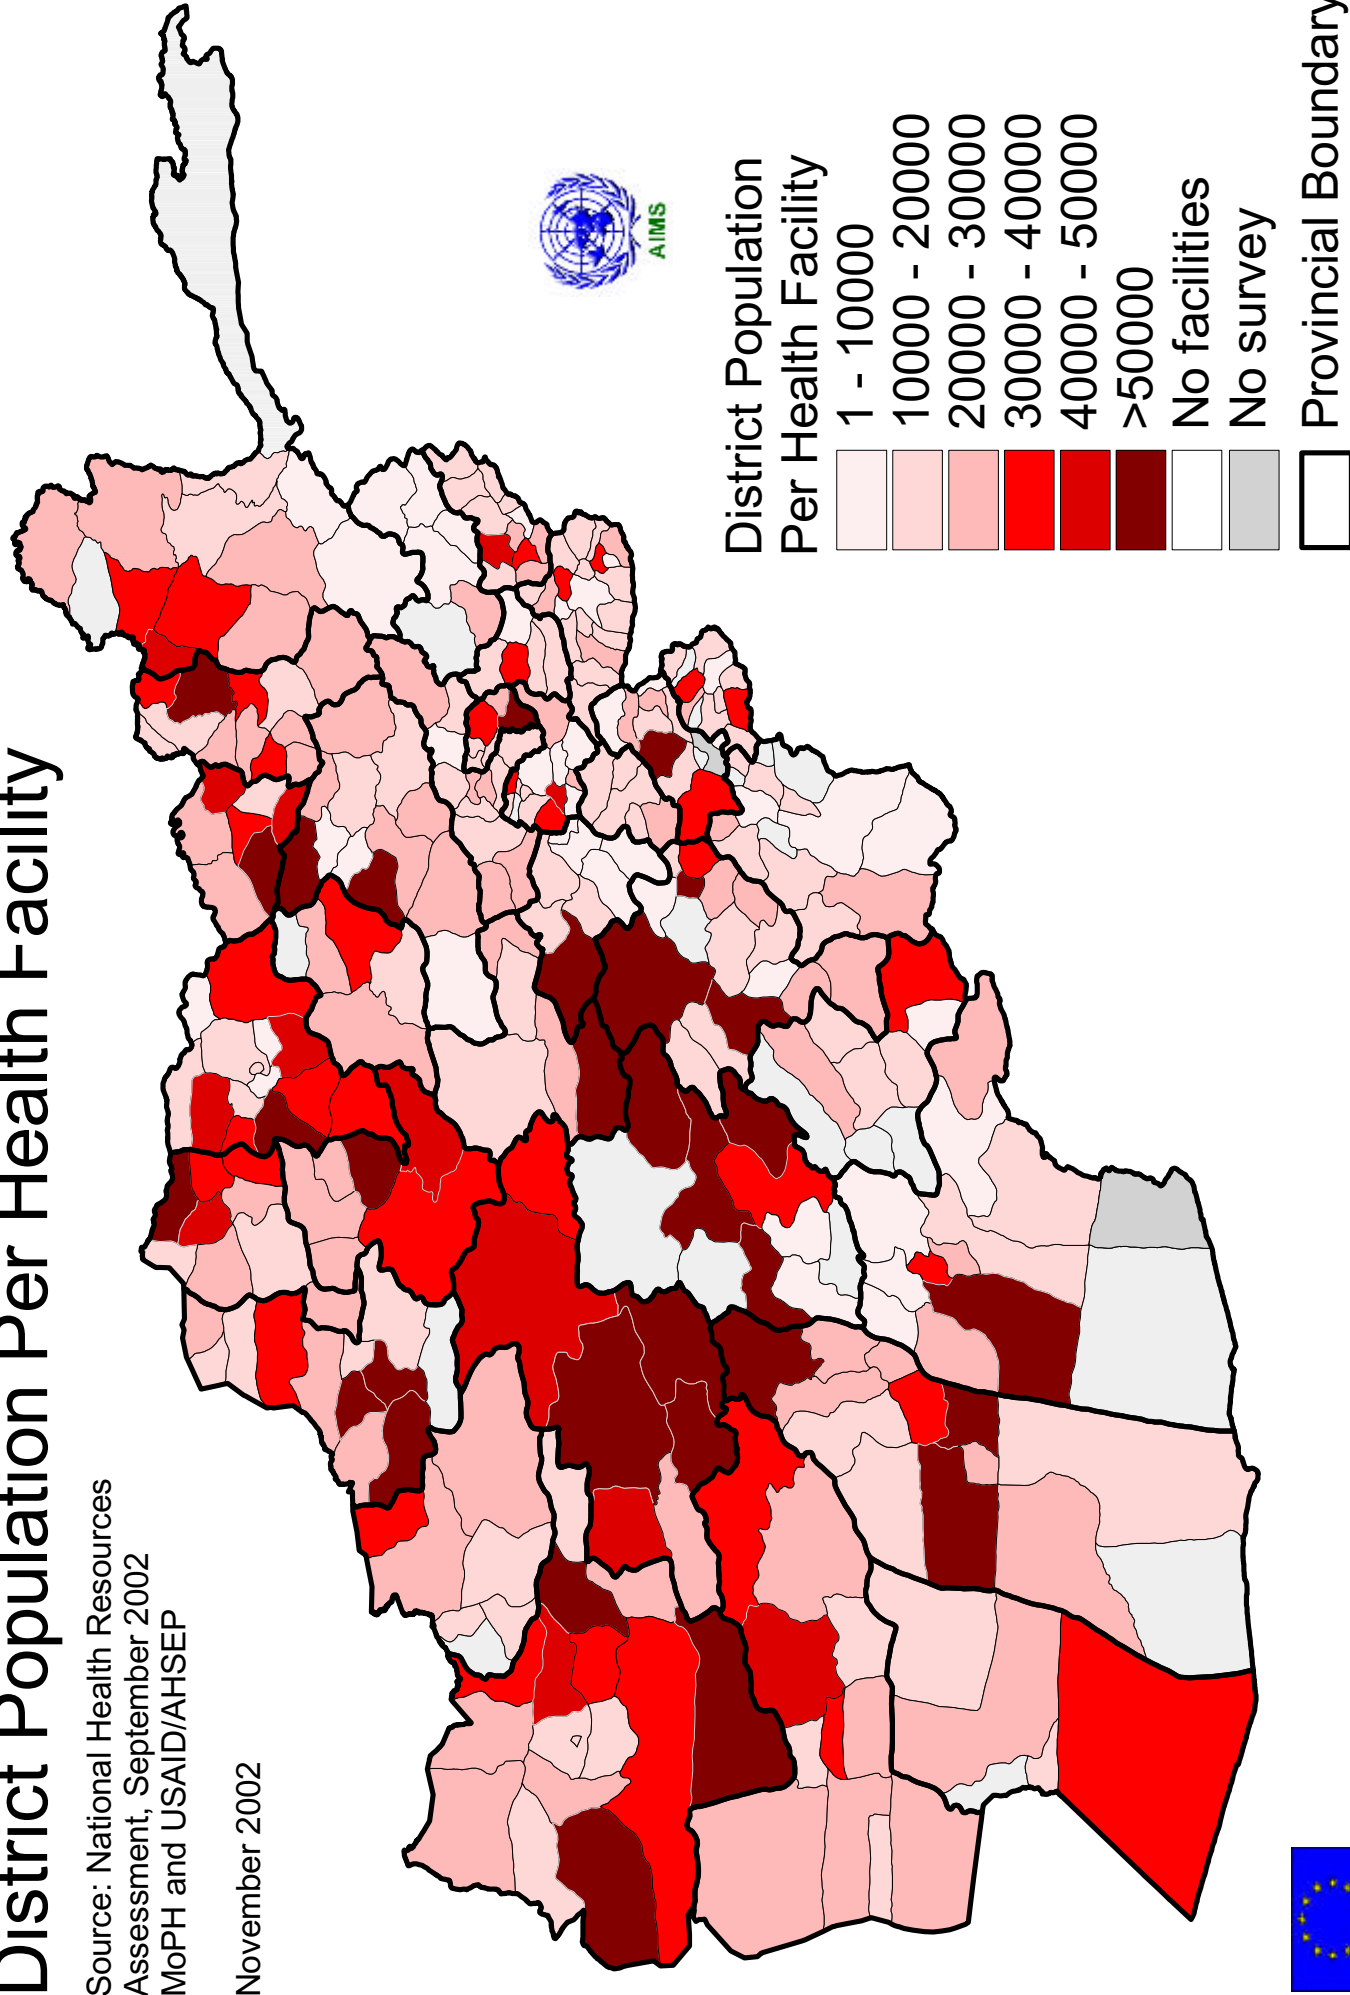 District Population Per Health Facility
Source: National Health Resources
Assessment, September 2002
MoPH and USAID/AHSEP
November 2002
AIMS
District Population
Per Health Facility
1 - 10000
10000 - 20000
20000 - 30000
30000 - 40000
40000 - 50000
>50000
No facilities
No survey
Provincial Boundary